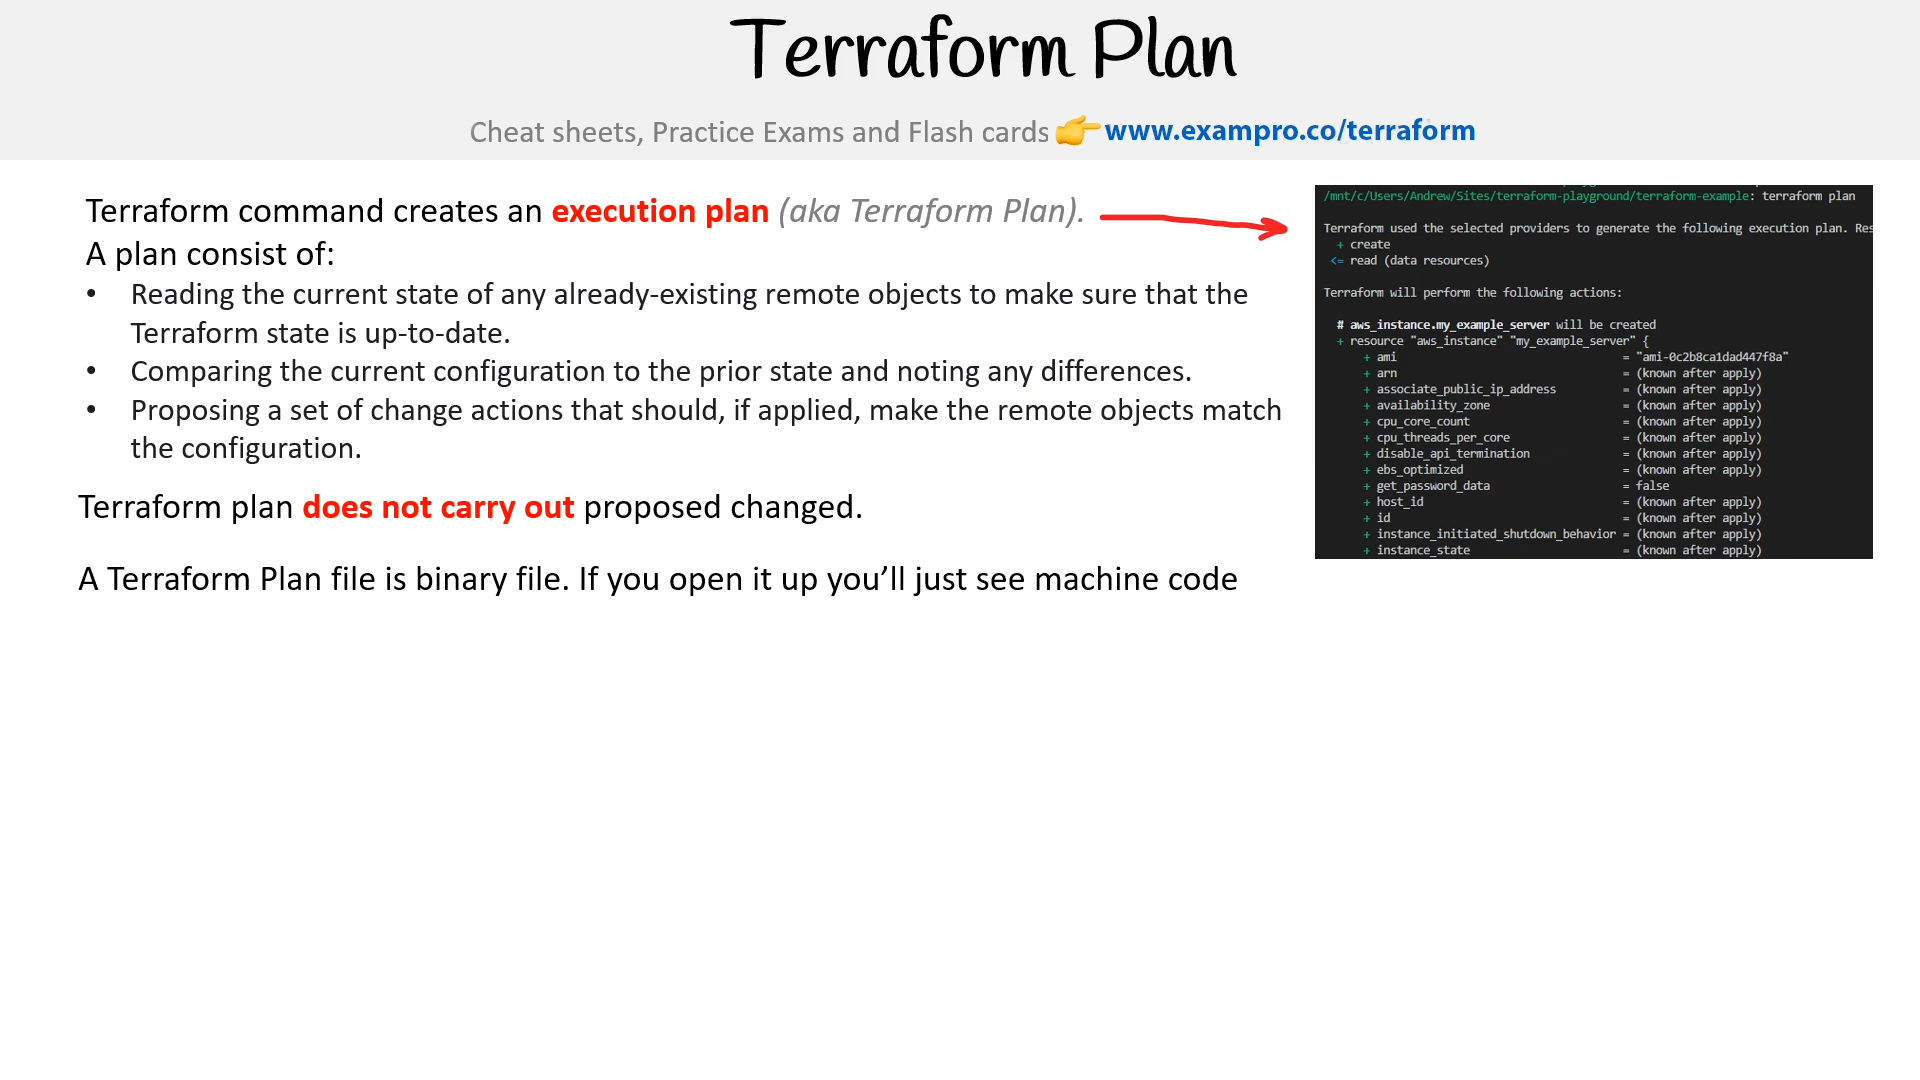 Terraform Plan
Cheat sheets, Practice Exams and Flash cards 👉 www.exampro.co/terraform
Terraform command creates an execution plan (aka Terraform Plan).
A plan consist of:
• Reading the current state of any already-existing remote objects to make sure that the
Terraform state is up-to-date.
• Comparing the current configuration to the prior state and noting any differences.
• Proposing a set of change actions that should, if applied, make the remote objects match
the configuration.
Terraform plan does not carry out proposed changed.
A Terraform Plan file is binary file. If you open it up you’ll just see machine code
/mnt/c/Users/Andrew/Sites/terraform-playground/terraform-example: terraform plan
Terraform used the selected providers to generate the following execution plan. Res
+ create
<= read (data resources)
Terraform will perform the following actions:
# aws_instance.my_example_server will be created
+ resource "aws_instance" "my_example_server" {
+ ami = "ami-0c2b8ca1dad447f8a"
+ arn = (known after apply)
+ associate_public_ip_address = (known after apply)
+ availability_zone = (known after apply)
+ cpu_core_count = (known after apply)
+ cpu_threads_per_core = (known after apply)
+ disable_api_termination = (known after apply)
+ ebs_optimized = (known after apply)
+ get_password_data = false
+ host_id = (known after apply)
+ id = (known after apply)
+ instance_initiated_shutdown_behavior = (known after apply)
+ instance_state = (known after apply)